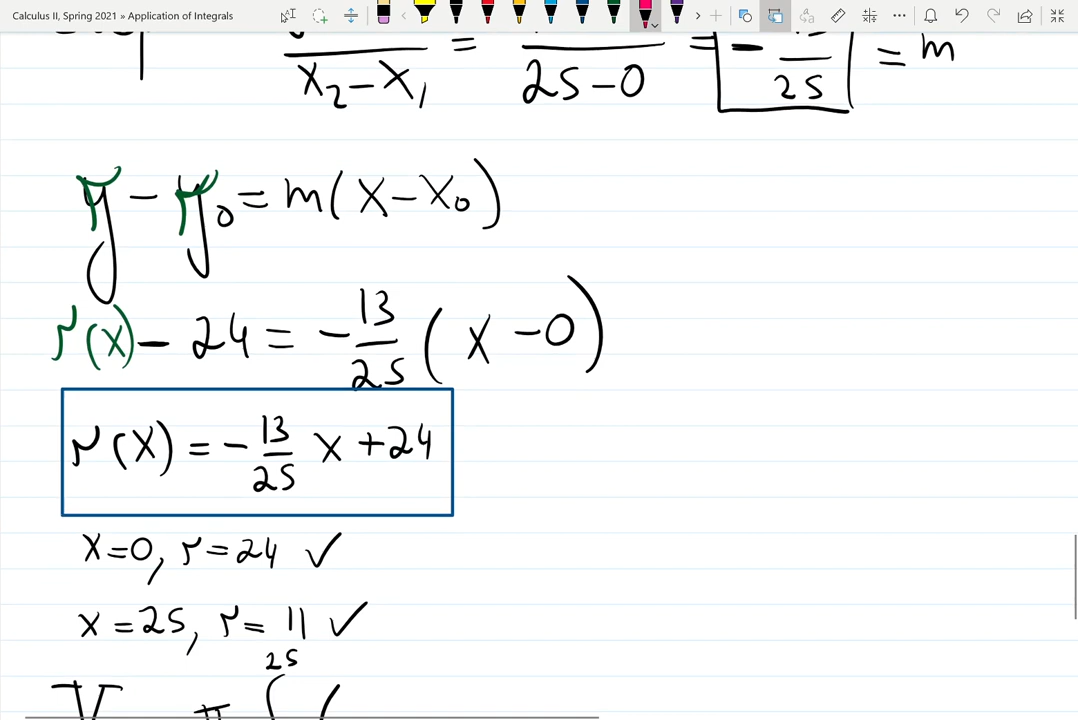 Calculus II, Spring 2021 » Application of Integrals
x₂ - x₁ = 25 - 0 = - 25 = m
y - y₀ = m(x - x₀)
r(x) - 24 = - 13/25 (x - 0)
r(x) = - 13/25 x + 24
x = 0, r = 24 ✓
x = 25, r = 11 ✓
25